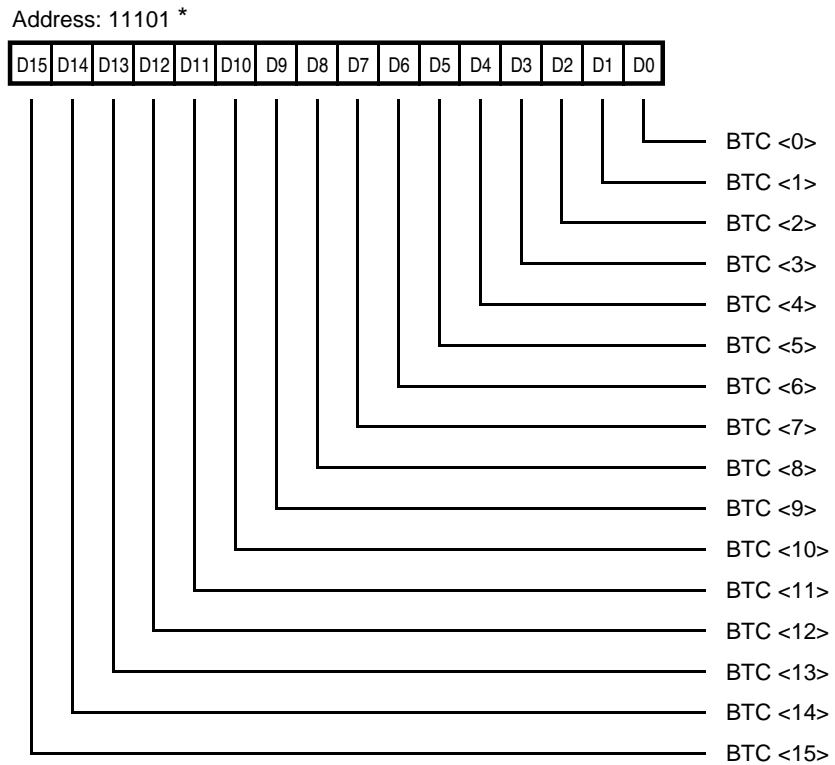 Address: 11101 *
D15 D14 D13 D12 D11 D10 D9 D8 D7 D6 D5 D4 D3 D2 D1 D0
BTC <0>
BTC <1>
BTC <2>
BTC <3>
BTC <4>
BTC <5>
BTC <6>
BTC <7>
BTC <8>
BTC <9>
BTC <10>
BTC <11>
BTC <12>
BTC <13>
BTC <14>
BTC <15>